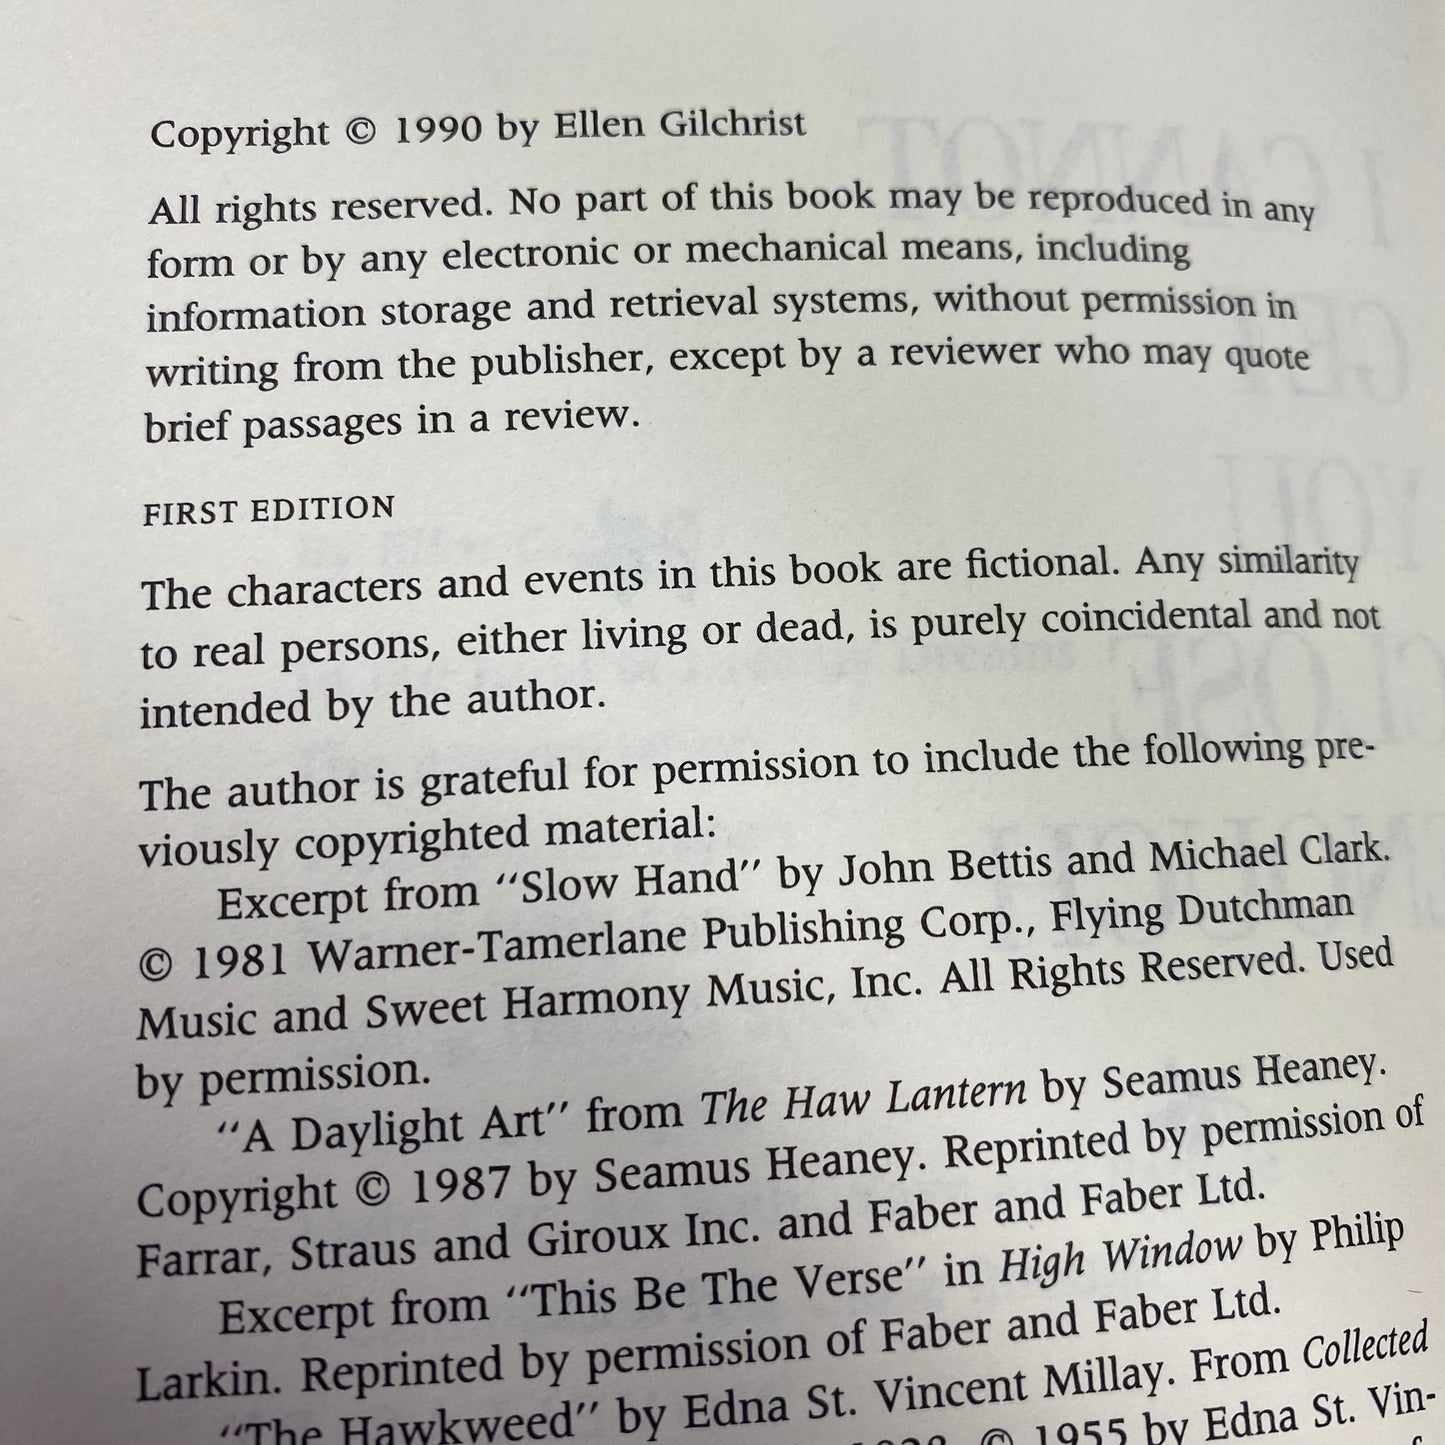 Copyright © 1990 by Ellen Gilchrist
All rights reserved. No part of this book may be reproduced in any
form or by any electronic or mechanical means, including
information storage and retrieval systems, without permission in
writing from the publisher, except by a reviewer who may quote
brief passages in a review.
FIRST EDITION
The characters and events in this book are fictional. Any similarity
to real persons, either living or dead, is purely coincidental and not
intended by the author.
The author is grateful for permission to include the following pre-
viously copyrighted material:
Excerpt from "Slow Hand" by John Bettis and Michael Clark.
© 1981 Warner-Tamerlane Publishing Corp., Flying Dutchman
Music and Sweet Harmony Music, Inc. All Rights Reserved. Used
by permission.
"A Daylight Art" from The Haw Lantern by Seamus Heaney.
Copyright © 1987 by Seamus Heaney. Reprinted by permission of
Farrar, Straus and Giroux Inc. and Faber and Faber Ltd.
Excerpt from "This Be The Verse" in High Window by Philip
Larkin. Reprinted by permission of Faber and Faber Ltd.
"The Hawkweed" by Edna St. Vincent Millay. From Collected
© 1955 by Edna St. Vin-
I CANNOT
GET
YOU
CLOSE